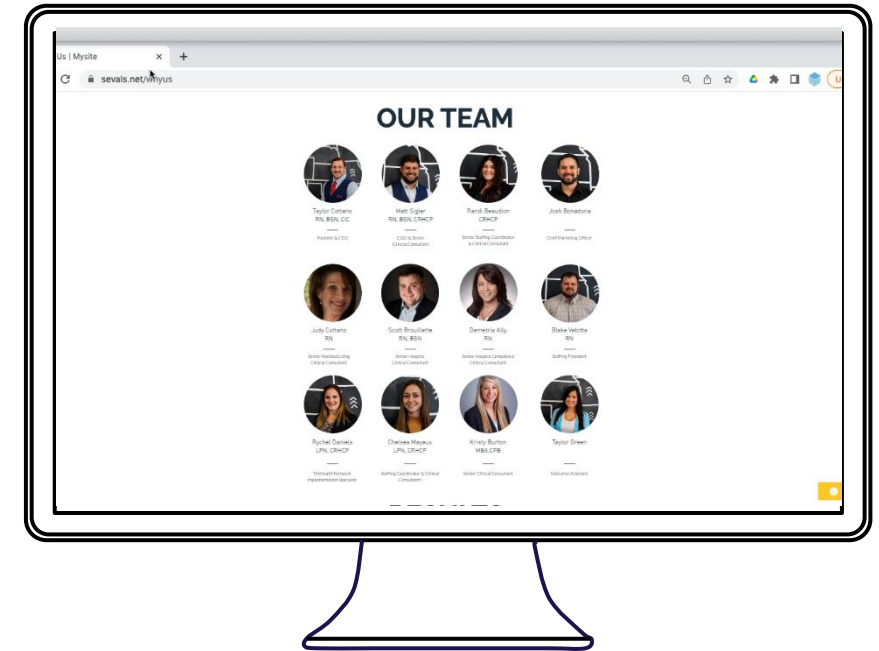 Us | Mysite
sevals.net/whyus
OUR TEAM
Taylor Cottano
RN, BSN, CIC
Founder & CEO
Matt Sigler
RN, BSN, CRHCP
COO & Senior
Clinical Consultant
Randi Beaudion
CRHCP
Senior Staffing Coordinator
& Clinical Consultant
Josh Bonadona
Chief Marketing Officer
Judy Cottano
RN
Senior Assisted Living
Clinical Consultant
Scott Brouillette
RN, BSN
Senior Hospice
Clinical Consultant
Demetria Ally
RN
Senior Hospice Compliance
Clinical Consultant
Blake Velotta
RN
Staffing President
Rychel Daniels
LPN, CRHCP
Telehealth Network
Implementation Specialist
Chelsee Mayeux
LPN, CRHCP
Staffing Coordinator & Clinical
Consultant
Kristy Burton
MBA,CPB
Senior Clinical Consultant
Taylor Green
Executive Assistant